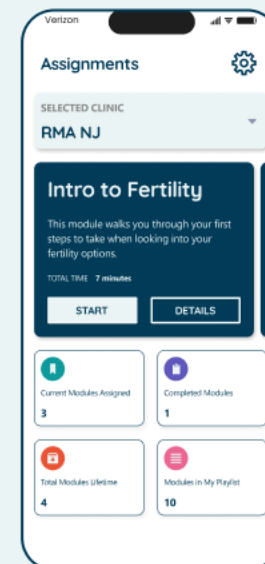 Verizon
Assignments
SELECTED CLINIC
RMA NJ
Intro to Fertility
This module walks you through your first
steps to take when looking into your
fertility options.
TOTAL TIME 7 minutes
START DETAILS
Current Modules Assigned
3
Completed Modules
1
Total Modules Lifetime
4
Modules in My Playlist
10